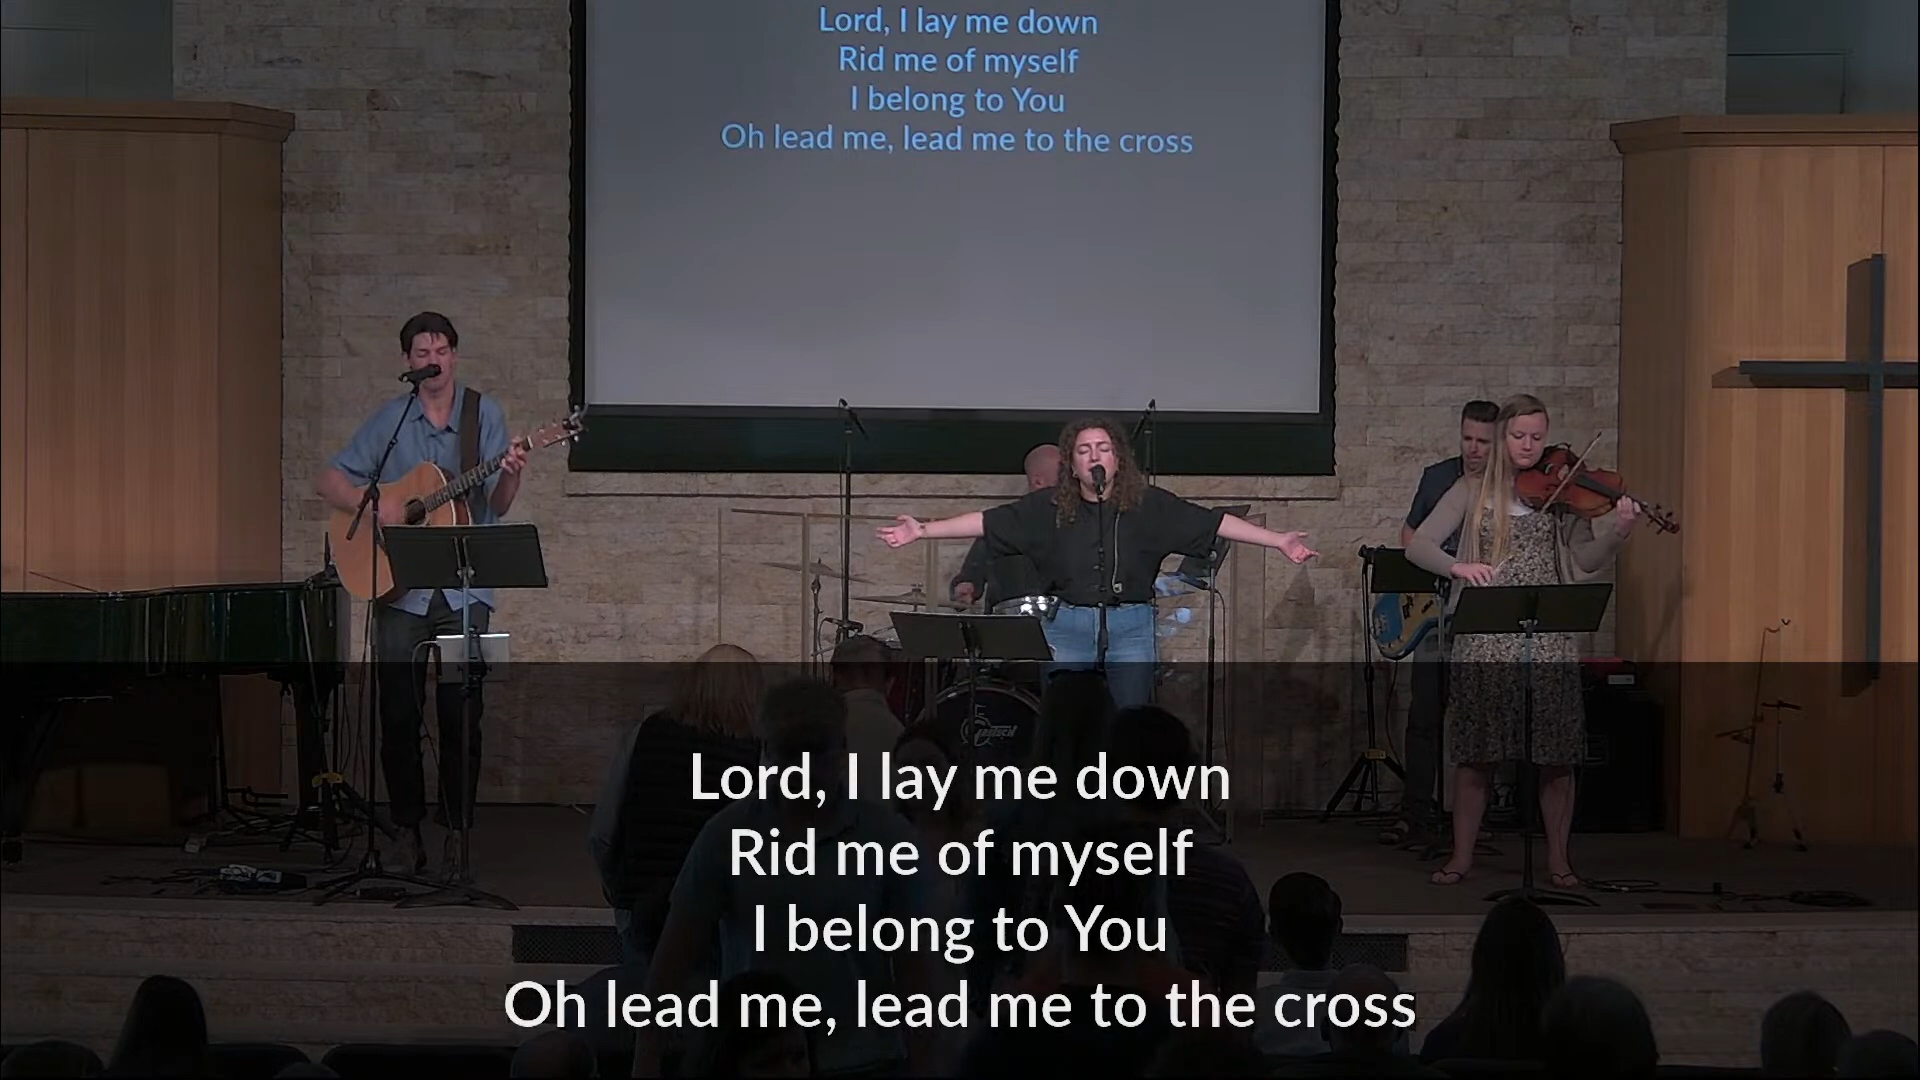 Lord, I lay me down
Rid me of myself
I belong to You
Oh lead me, lead me to the cross
Lord, I lay me down
Rid me of myself
I belong to You
Oh lead me, lead me to the cross